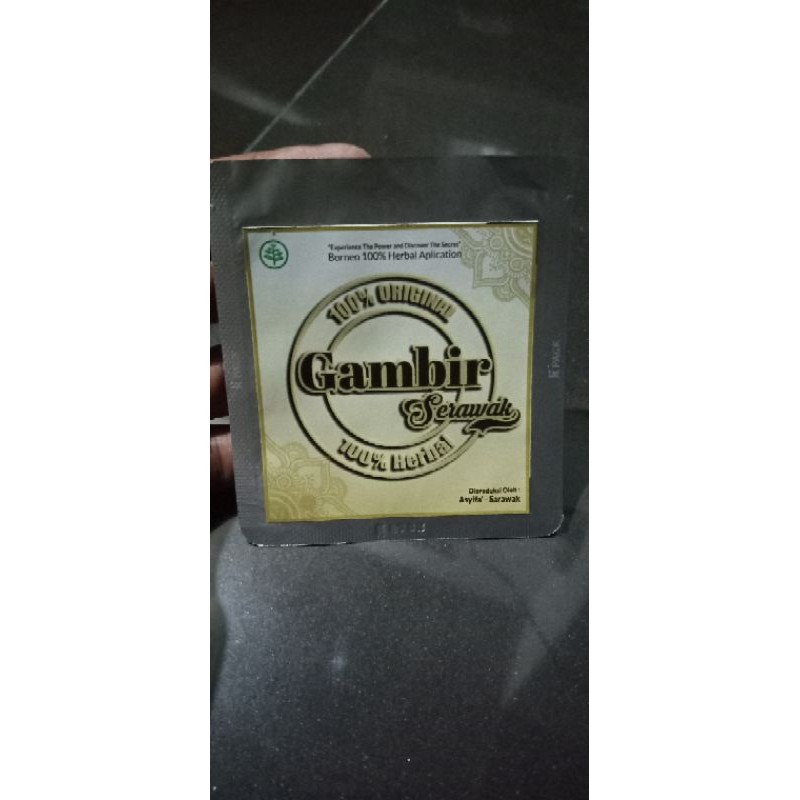 "Experience The Power and Discover The Secret"
Borneo 100% Herbal Aplication
100% ORIGINAL
Gambir
Serawak
100% Herbal
Diproduksi Oleh :
Asyifa' - Sarawak
PACK